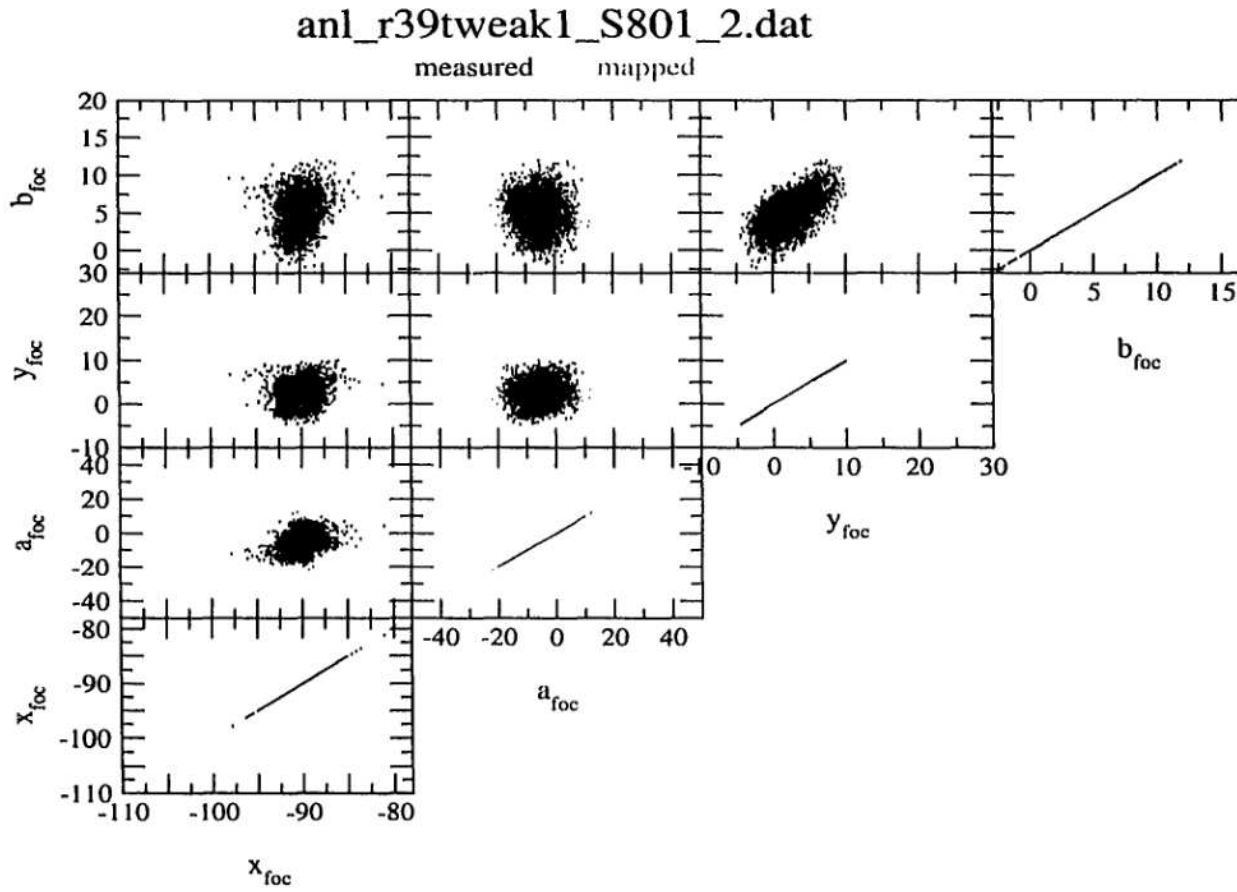 anl_r39tweak1_S801_2.dat
measured mapped
20
15
10
5
0
b_foc
30
20
10
0
-10
y_foc
0 5 10 15
b_foc
40
20
0
-20
-40
a_foc
-10 0 10 20 30
y_foc
-80
-90
-100
-110
x_foc
-40 -20 0 20 40
a_foc
-110 -100 -90 -80
x_foc